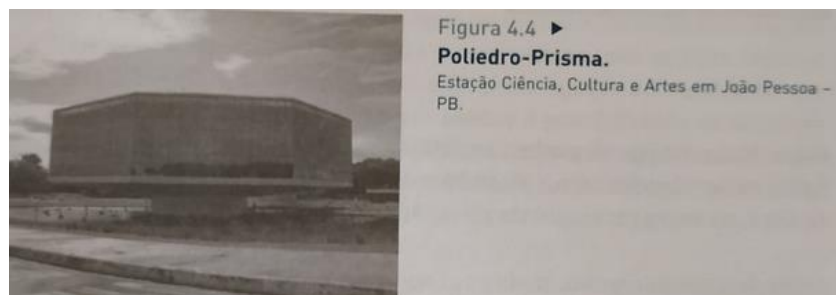 Figura 4.4 ▶
Poliedro-Prisma.
Estação Ciência, Cultura e Artes em João Pessoa –
PB.